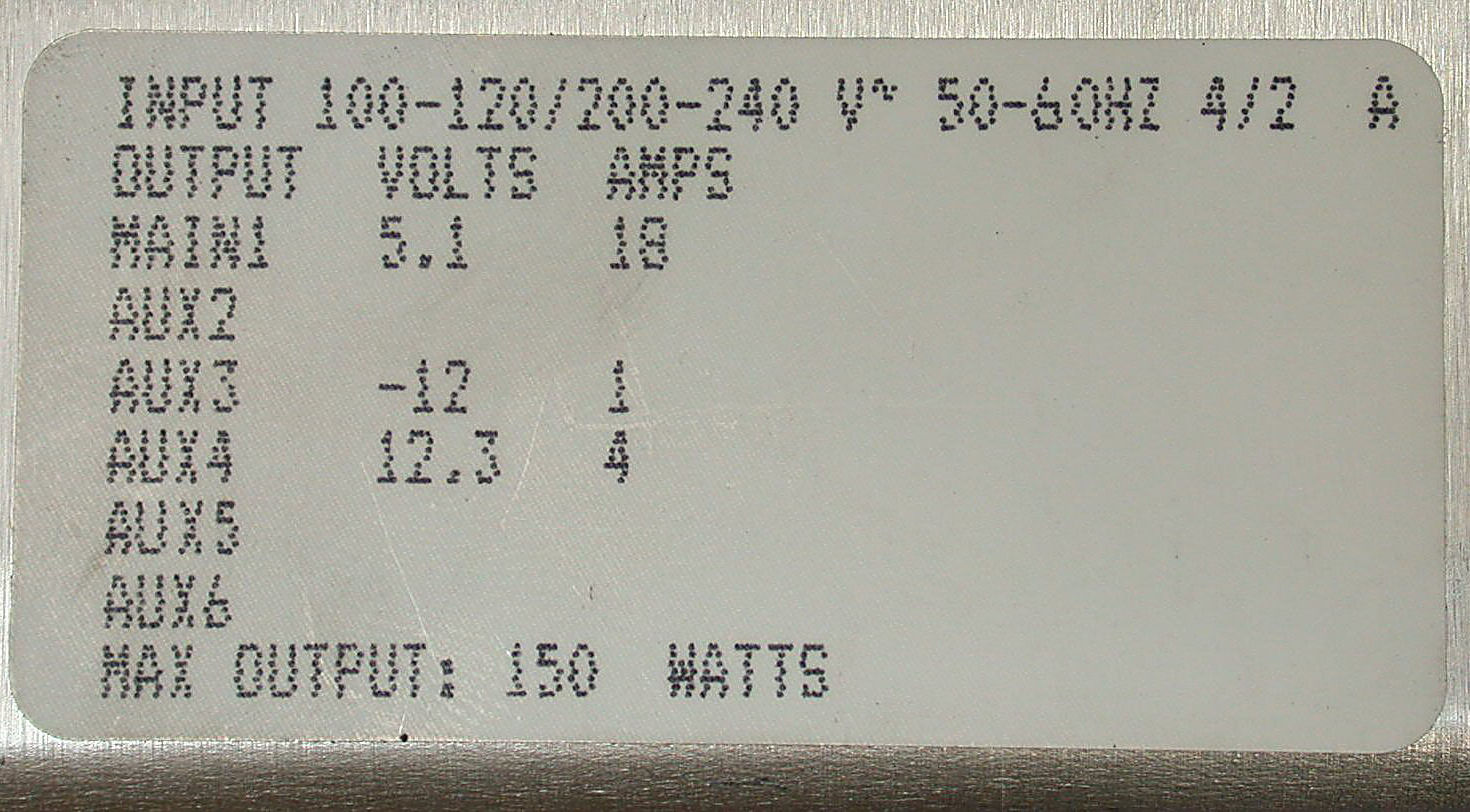 INPUT 100-120/200-240 V~ 50-60HZ 4/2 A
OUTPUT VOLTS AMPS
MAIN1 5.1 18
AUX2
AUX3 -12 1
AUX4 12.3 4
AUX5
AUX6
MAX OUTPUT: 150 WATTS